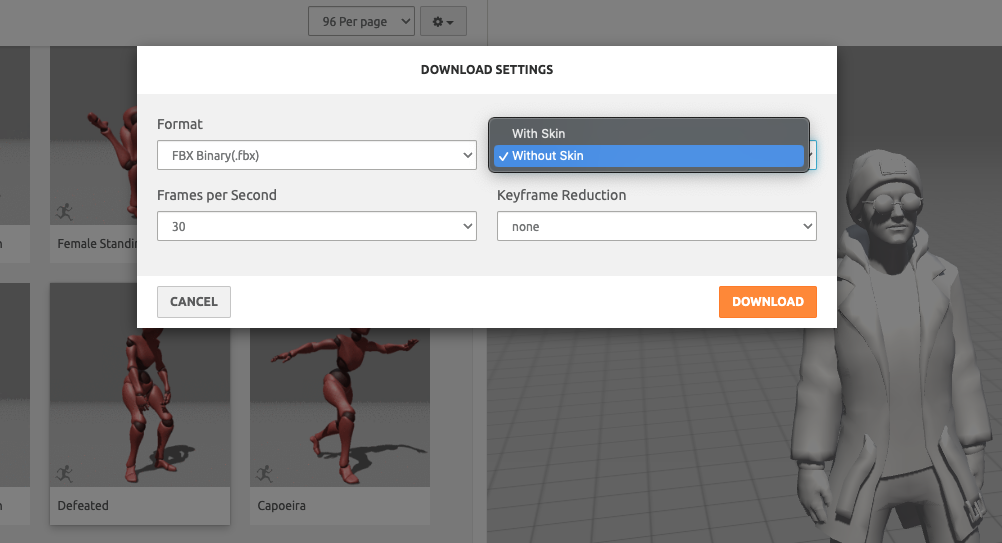 96 Per page
DOWNLOAD SETTINGS
Format
With Skin
FBX Binary(.fbx)
Without Skin
Frames per Second
Keyframe Reduction
30
none
Female Standin
CANCEL
DOWNLOAD
Defeated
Capoeira